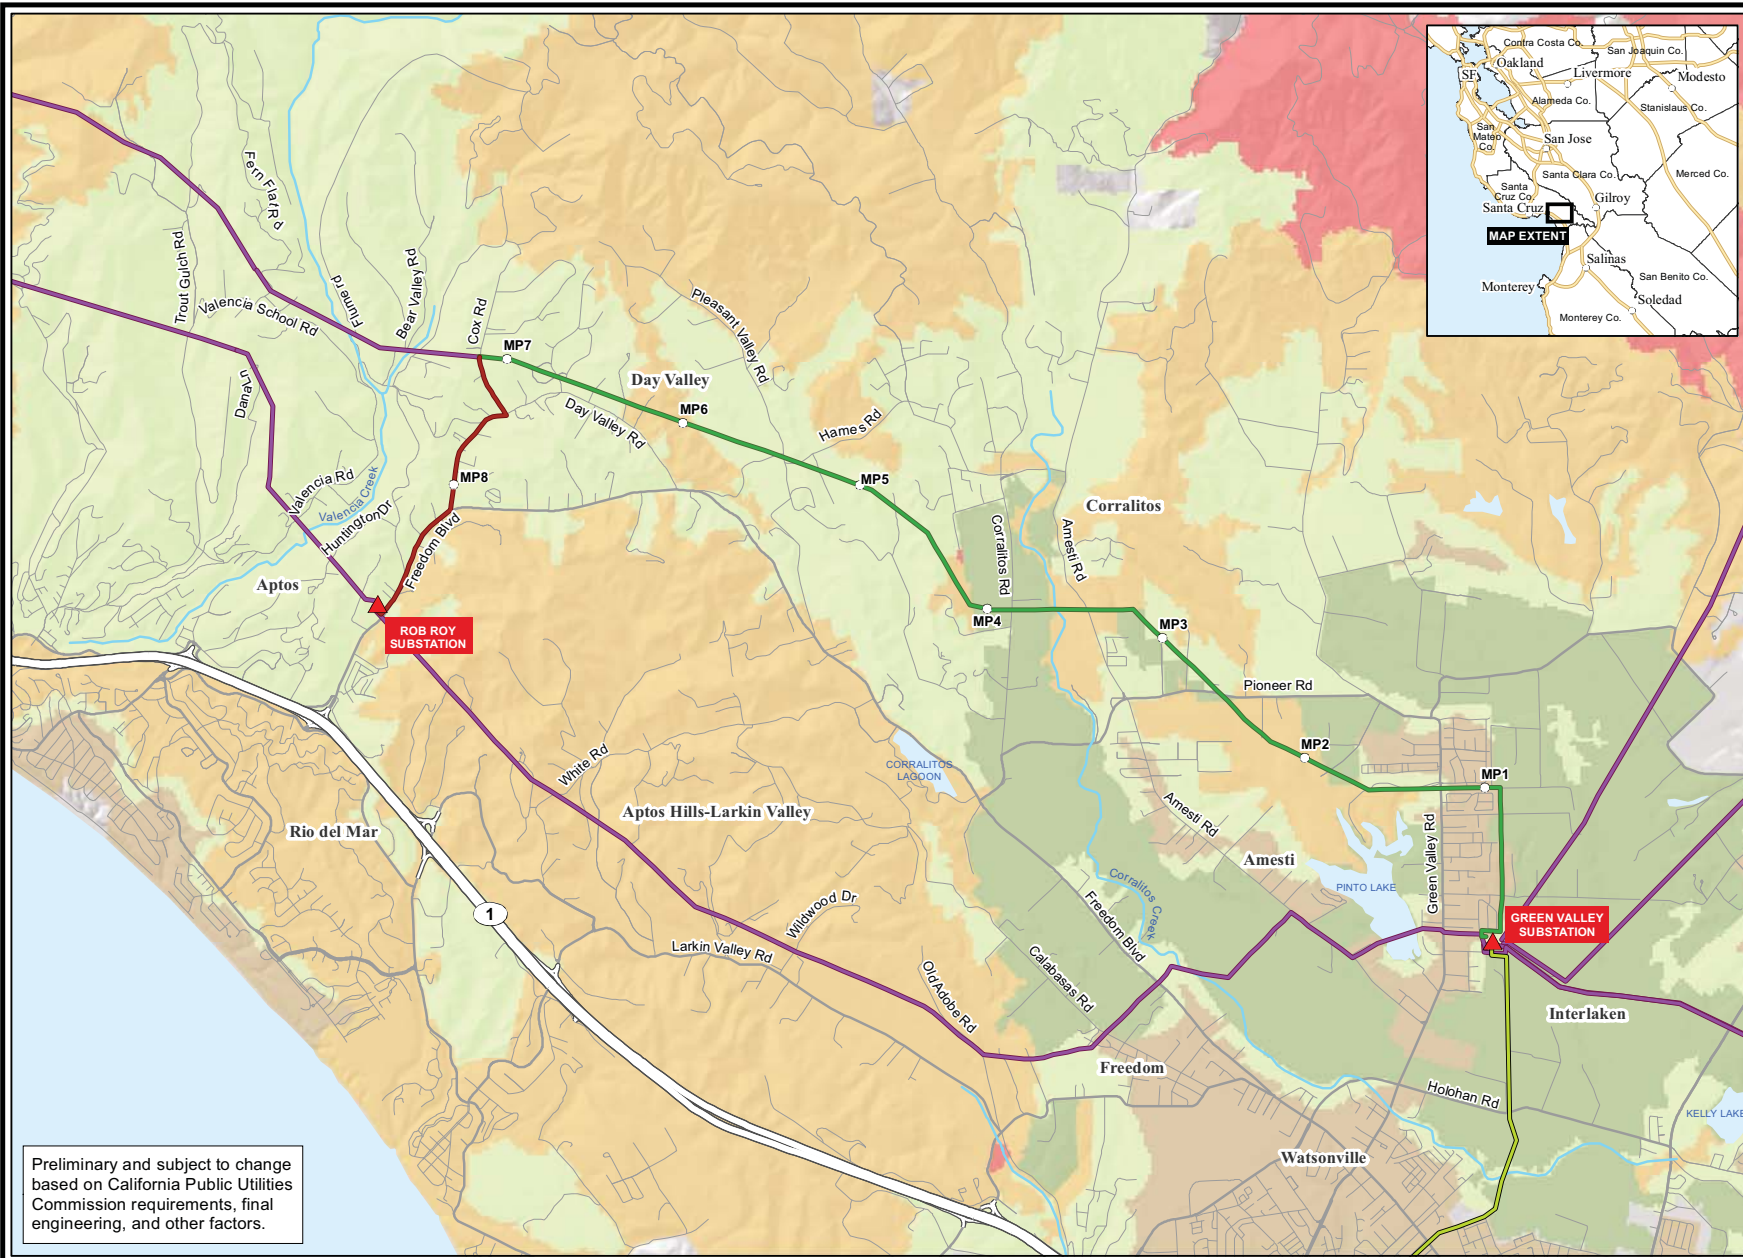 Contra Costa Co.
San Joaquin Co.
Oakland
SF
Livermore
Modesto
Alameda Co.
Stanislaus Co.
San
Mateo
Co.
San Jose
Santa Clara Co.
Merced Co.
Santa
Cruz Co.
Santa Cruz
Gilroy
MAP EXTENT
Salinas
San Benito Co.
Monterey
Soledad
Monterey Co.
Fern Flat Rd
Trout Gulch Rd
Valencia School Rd
Flume rd
Bear Valley Rd
Cox Rd
MP7
Pleasant Valley Rd
Day Valley
Dana Ln
MP6
Day Valley Rd
Hames Rd
Valencia Rd
Valencia Creek
Huntington Dr
MP8
MP5
Freedom Blvd
Corralitos
Corralitos Rd
Amesti Rd
Aptos
ROB ROY
SUBSTATION
MP4
MP3
Pioneer Rd
White Rd
CORRALITOS
LAGOON
MP2
MP1
Aptos Hills-Larkin Valley
Rio del Mar
Amesti Rd
Amesti
Green Valley Rd
PINTO LAKE
1
Wildwood Dr
Larkin Valley Rd
Corralitos Creek
Freedom Blvd
GREEN VALLEY
SUBSTATION
Old Adobe Rd
Calabasas Rd
Interlaken
Freedom
Holohan Rd
KELLY LAKE
Watsonville
Preliminary and subject to change
based on California Public Utilities
Commission requirements, final
engineering, and other factors.